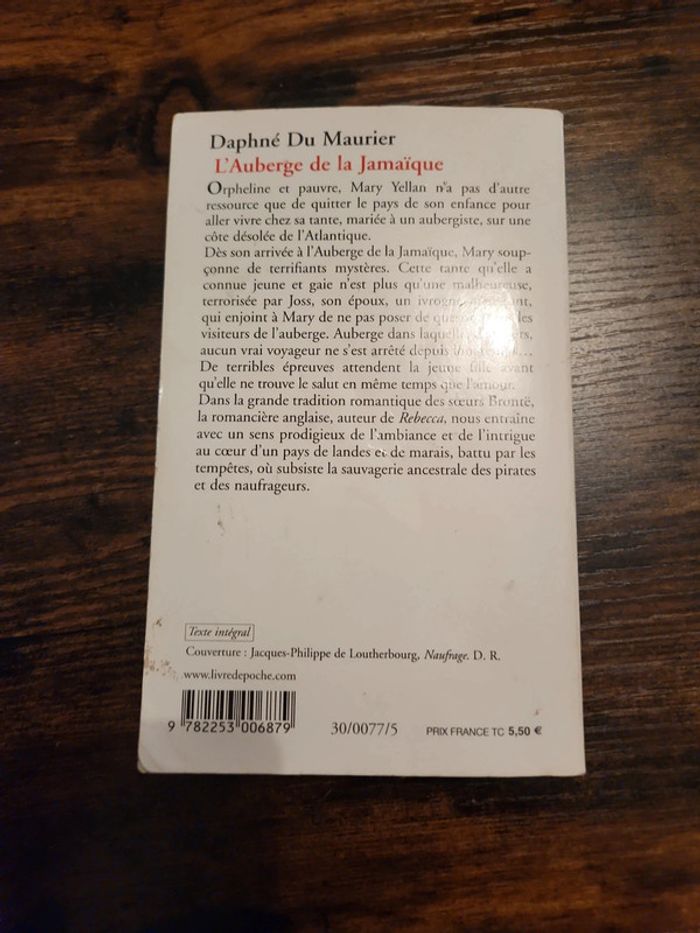 Daphné Du Maurier
L'Auberge de la Jamaïque
Orpheline et pauvre, Mary Yellan n'a pas d'autre
ressource que de quitter le pays de son enfance pour
aller vivre chez sa tante, mariée à un aubergiste, sur une
côte désolée de l'Atlantique.
Dès son arrivée à l'Auberge de la Jamaïque, Mary soup-
çonne de terrifiants mystères. Cette tante qu'elle a
connue jeune et gaie n'est plus qu'une malheureuse,
terrorisée par Joss, son époux, un ivrogne
qui enjoint à Mary de ne pas poser de les
visiteurs de l'auberge. Auberge dans laquelle
aucun vrai voyageur ne s'est arrêté depuis
De terribles épreuves attendent la jeune fille avant
qu'elle ne trouve le salut en même temps que l'amour.
Dans la grande tradition romantique des sœurs Brontë,
la romancière anglaise, auteur de Rebecca, nous entraîne
avec un sens prodigieux de l'ambiance et de l'intrigue
au cœur d'un pays de landes et de marais, battu par les
tempêtes, où subsiste la sauvagerie ancestrale des pirates
et des naufrageurs.
Texte intégral
Couverture : Jacques-Philippe de Loutherbourg, Naufrage. D. R.
www.livredepoche.com
9 782253 006879
30/0077/5
PRIX FRANCE TC 5,50 €